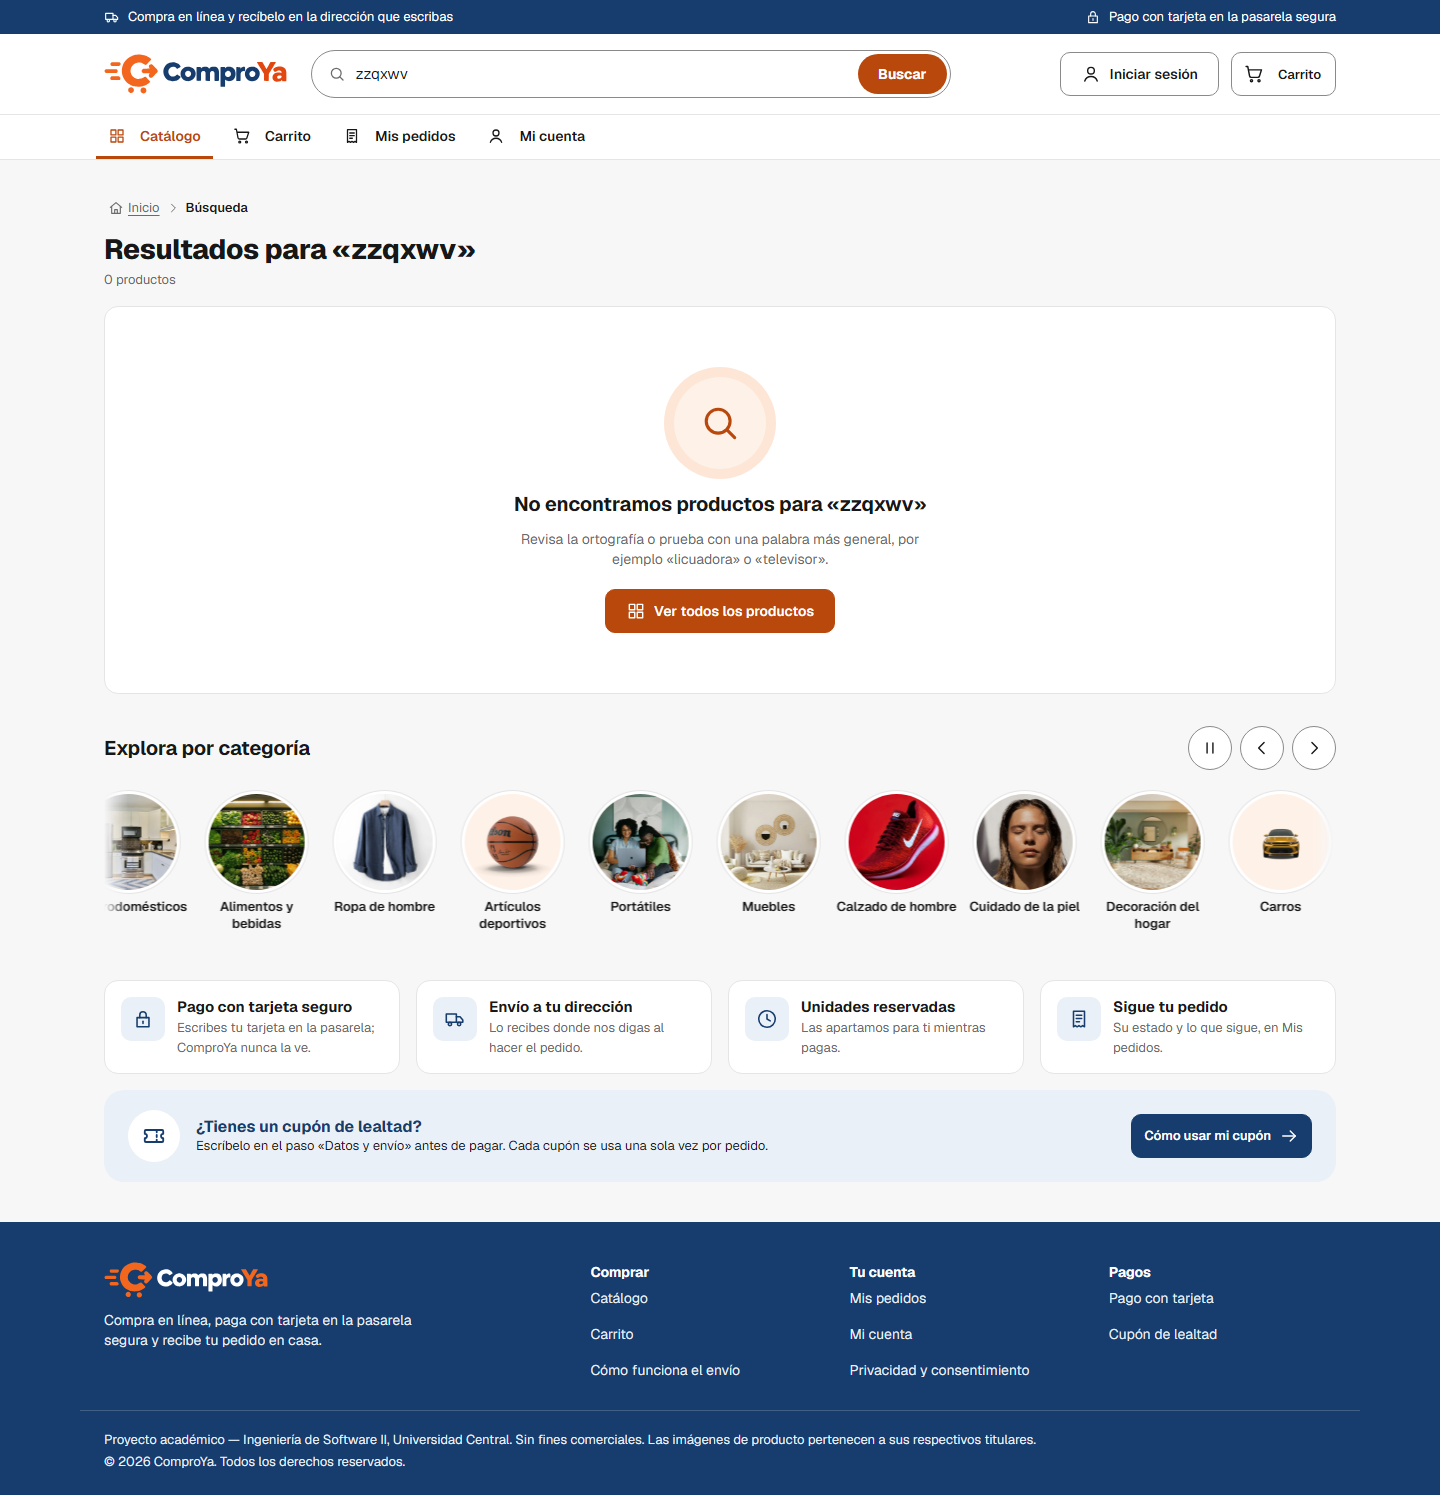 Compra en línea y recíbelo en la dirección que escribas
Pago con tarjeta en la pasarela segura
ComproYa
zzqxwv
Buscar
Iniciar sesión
Carrito
Catálogo
Carrito
Mis pedidos
Mi cuenta
Inicio
Búsqueda
Resultados para «zzqxwv»
0 productos
No encontramos productos para «zzqxwv»
Revisa la ortografía o prueba con una palabra más general, por
ejemplo «licuadora» o «televisor».
Ver todos los productos
Explora por categoría
odomésticos
Alimentos y
bebidas
Ropa de hombre
Artículos
deportivos
Portátiles
Muebles
Calzado de hombre
Cuidado de la piel
Decoración del
hogar
Carros
Pago con tarjeta seguro
Escribes tu tarjeta en la pasarela;
ComproYa nunca la ve.
Envío a tu dirección
Lo recibes donde nos digas al
hacer el pedido.
Unidades reservadas
Las apartamos para ti mientras
pagas.
Sigue tu pedido
Su estado y lo que sigue, en Mis
pedidos.
¿Tienes un cupón de lealtad?
Escríbelo en el paso «Datos y envío» antes de pagar. Cada cupón se usa una sola vez por pedido.
Cómo usar mi cupón
ComproYa
Compra en línea, paga con tarjeta en la pasarela
segura y recibe tu pedido en casa.
Comprar
Catálogo
Carrito
Cómo funciona el envío
Tu cuenta
Mis pedidos
Mi cuenta
Privacidad y consentimiento
Pagos
Pago con tarjeta
Cupón de lealtad
Proyecto académico — Ingeniería de Software II, Universidad Central. Sin fines comerciales. Las imágenes de producto pertenecen a sus respectivos titulares.
© 2026 ComproYa. Todos los derechos reservados.